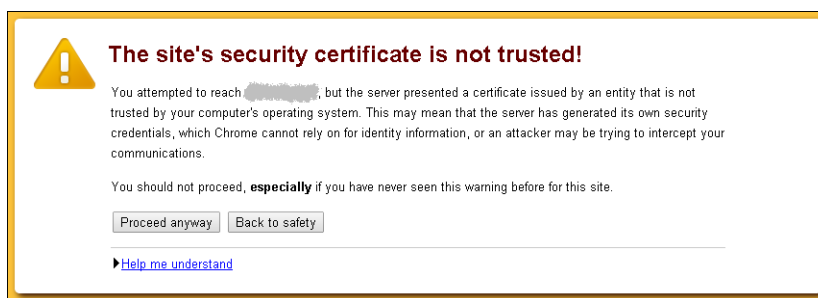 The site's security certificate is not trusted!
You attempted to reach , but the server presented a certificate issued by an entity that is not
trusted by your computer's operating system. This may mean that the server has generated its own security
credentials, which Chrome cannot rely on for identity information, or an attacker may be trying to intercept your
communications.
You should not proceed, especially if you have never seen this warning before for this site.
Proceed anyway Back to safety
Help me understand